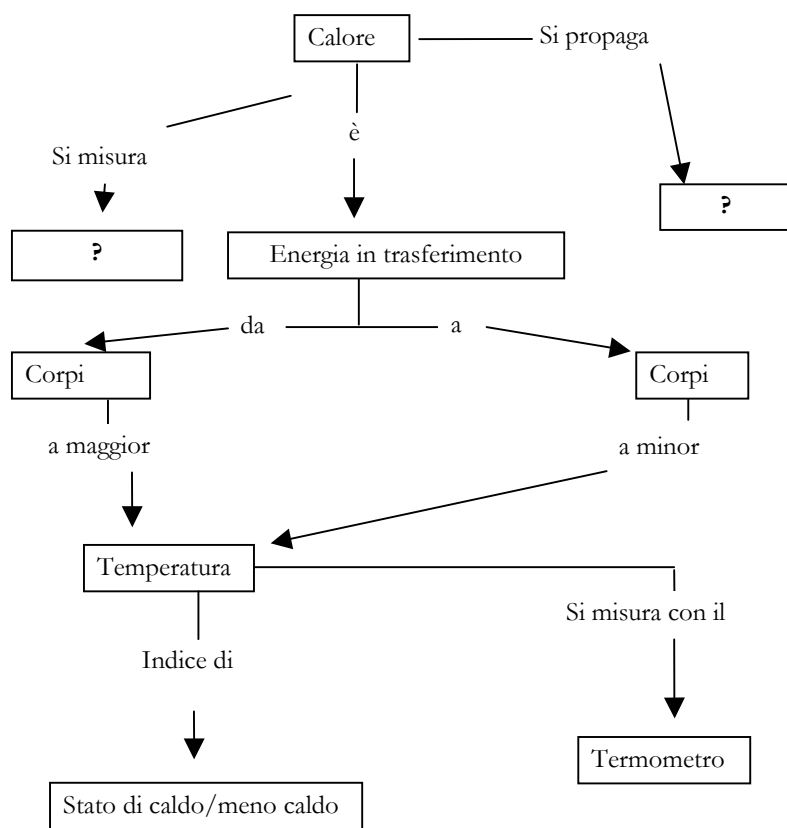 Calore
Si propaga
è
Si misura
?
?
Energia in trasferimento
da
a
Corpi
Corpi
a maggior
a minor
Temperatura
Si misura con il
Indice di
Termometro
Stato di caldo/meno caldo